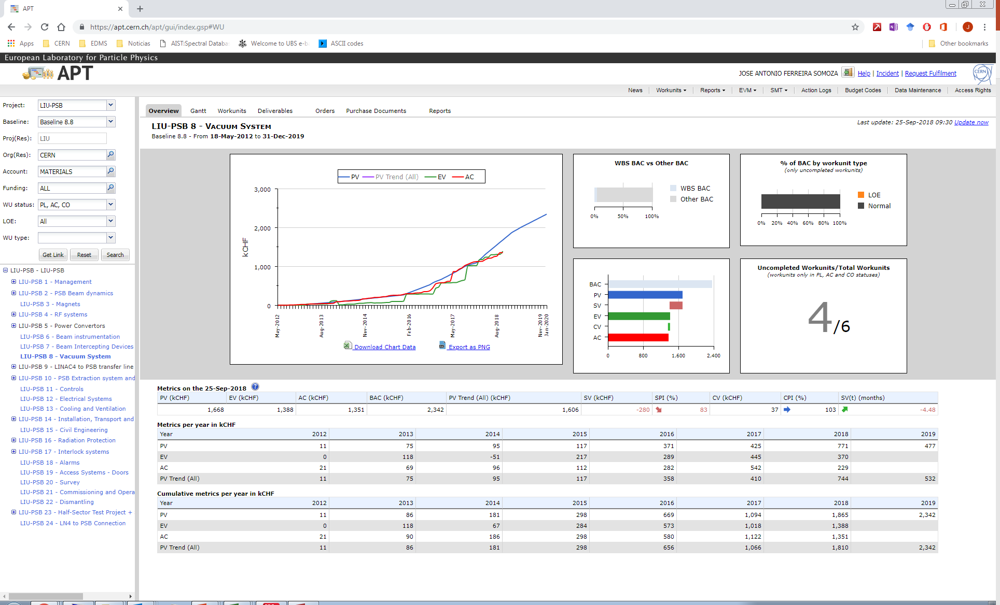 APT
https://apt.cern.ch/apt/gui/index.gsp#WU
Apps CERN EDMS Noticias AIST:Spectral Databa Welcome to UBS e-b ASCII codes Other bookmarks
European Laboratory for Particle Physics
APT
JOSE ANTONIO FERREIRA SOMOZA Help | Incident | Request Fulfilment
CERN
News Workunits Reports EVM SMT Action Logs Budget Codes Data Maintenance Access Rights
Project: LIU-PSB
Baseline: Baseline 8.8
Proj(Res): LIU
Org(Res): CERN
Account: MATERIALS
Funding: ALL
WU status: PL, AC, CO
LOE: All
WU type:
Get Link Reset Search
LIU-PSB - LIU-PSB
LIU-PSB 1 - Management
LIU-PSB 2 - PSB Beam dynamics
LIU-PSB 3 - Magnets
LIU-PSB 4 - RF systems
LIU-PSB 5 - Power Convertors
LIU-PSB 6 - Beam instrumentation
LIU-PSB 7 - Beam Intercepting Devices
LIU-PSB 8 - Vacuum System
LIU-PSB 9 - LINAC4 to PSB transfer line
LIU-PSB 10 - PSB Extraction system and
LIU-PSB 11 - Controls
LIU-PSB 12 - Electrical Systems
LIU-PSB 13 - Cooling and Ventilation
LIU-PSB 14 - Installation, Transport and
LIU-PSB 15 - Civil Engineering
LIU-PSB 16 - Radiation Protection
LIU-PSB 17 - Interlock systems
LIU-PSB 18 - Alarms
LIU-PSB 19 - Access Systems - Doors
LIU-PSB 20 - Survey
LIU-PSB 21 - Commissioning and Opera
LIU-PSB 22 - Dismantling
LIU-PSB 23 - Half-Sector Test Project +
LIU-PSB 24 - LN4 to PSB Connection
Overview Gantt Workunits Deliverables Orders Purchase Documents Reports
LIU-PSB 8 - Vacuum System
Last update: 25-Sep-2018 09:30 Update now
Baseline 8.8 - From 18-May-2012 to 31-Dec-2019
PV PV Trend (All) EV AC
3,000
2,000
1,000
0
kCHF
May-2012 Aug-2013 Nov-2014 Feb-2016 May-2017 Aug-2018 Nov-2019 Jan-2020
Download Chart Data Export as PNG
WBS BAC vs Other BAC
WBS BAC
Other BAC
0% 50% 100%
% of BAC by workunit type
(only uncompleted workunits)
LOE
Normal
0% 20% 40% 60% 80% 100%
BAC
PV
SV
EV
CV
AC
0 800 1,600 2,400
Uncompleted Workunits/Total Workunits
(workunits only in PL, AC and CO statuses)
4/6
Metrics on the 25-Sep-2018
PV (kCHF) EV (kCHF) AC (kCHF) BAC (kCHF) PV Trend (All) (kCHF) SV (kCHF) SPI (%) CV (kCHF) CPI (%) SV(t) (months)
1,668 1,388 1,351 2,342 1,606 -280 83 37 103 -4.48
Metrics per year in kCHF
Year 2012 2013 2014 2015 2016 2017 2018 2019
PV 11 75 95 117 371 425 771 477
EV 0 118 -51 217 289 445 370
AC 21 69 96 112 282 542 229
PV Trend (All) 11 75 95 117 358 410 744 532
Cumulative metrics per year in kCHF
Year 2012 2013 2014 2015 2016 2017 2018 2019
PV 11 86 181 298 669 1,094 1,865 2,342
EV 0 118 67 284 573 1,018 1,388
AC 21 90 186 298 580 1,122 1,351
PV Trend (All) 11 86 181 298 656 1,066 1,810 2,342